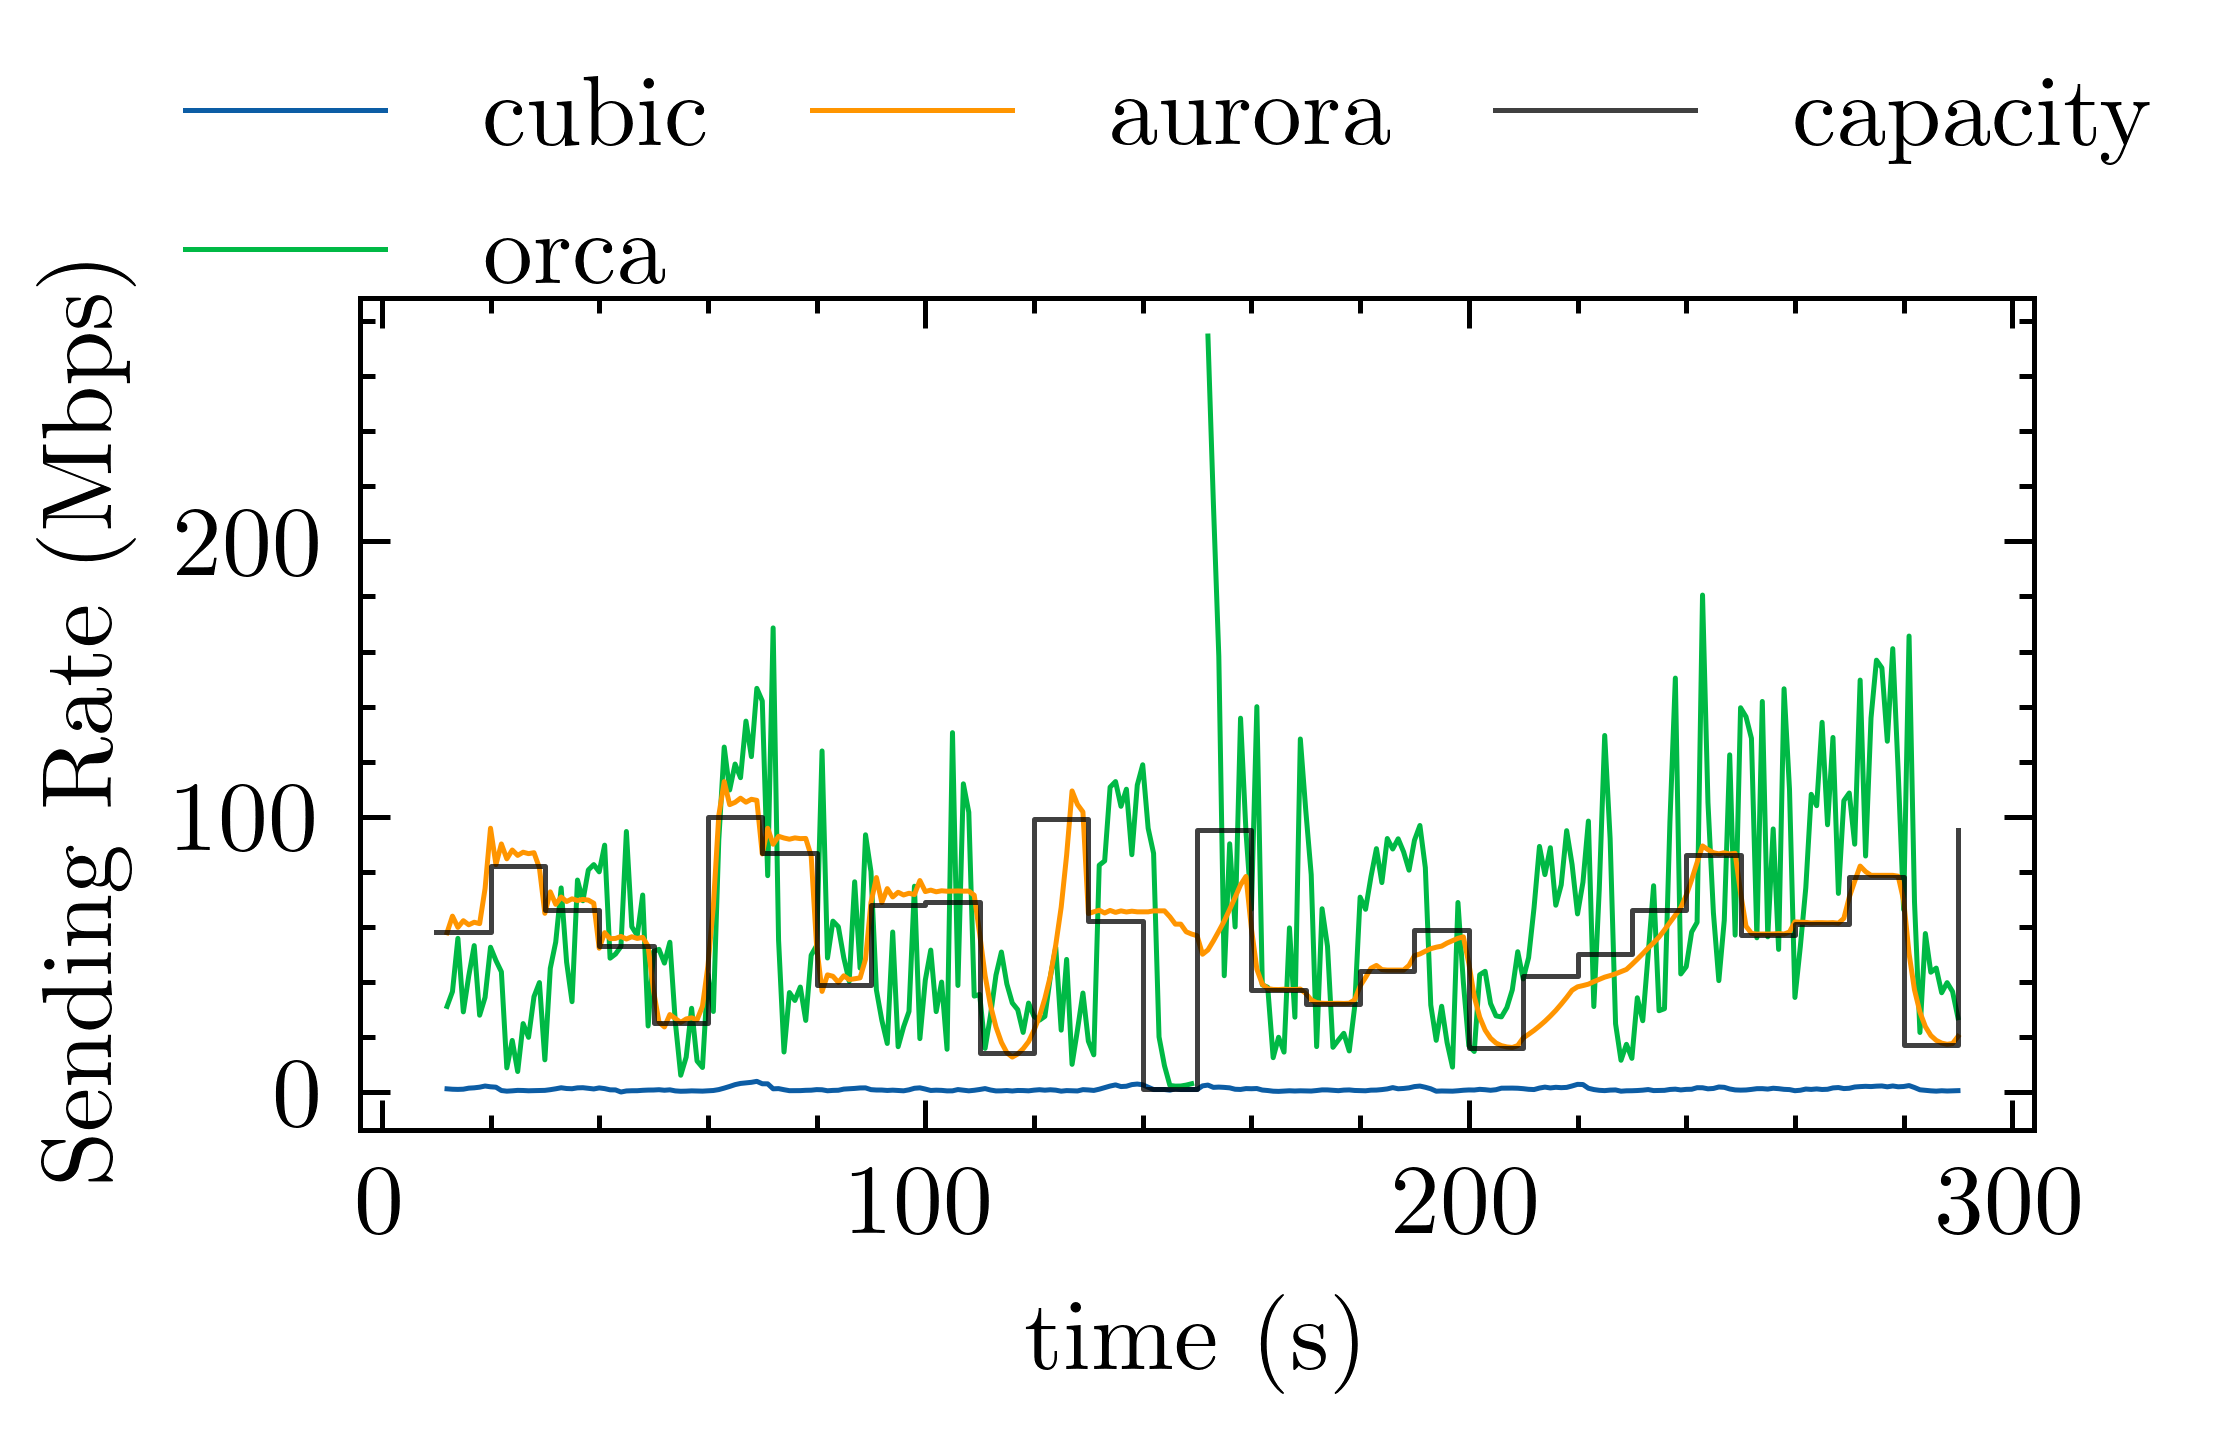 cubic aurora capacity
orca
Sending Rate (Mbps)
200
100
0
0 100 200 300
time (s)